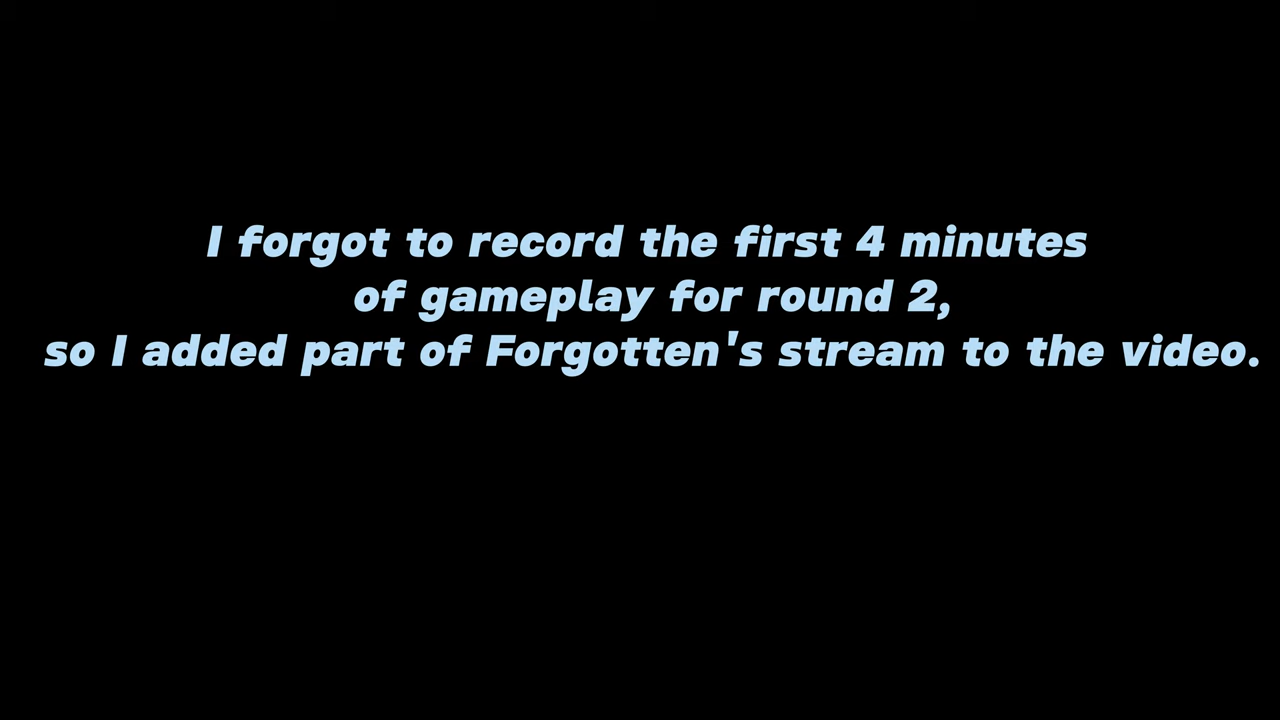 I forgot to record the first 4 minutes
of gameplay for round 2,
so I added part of Forgotten's stream to the video.